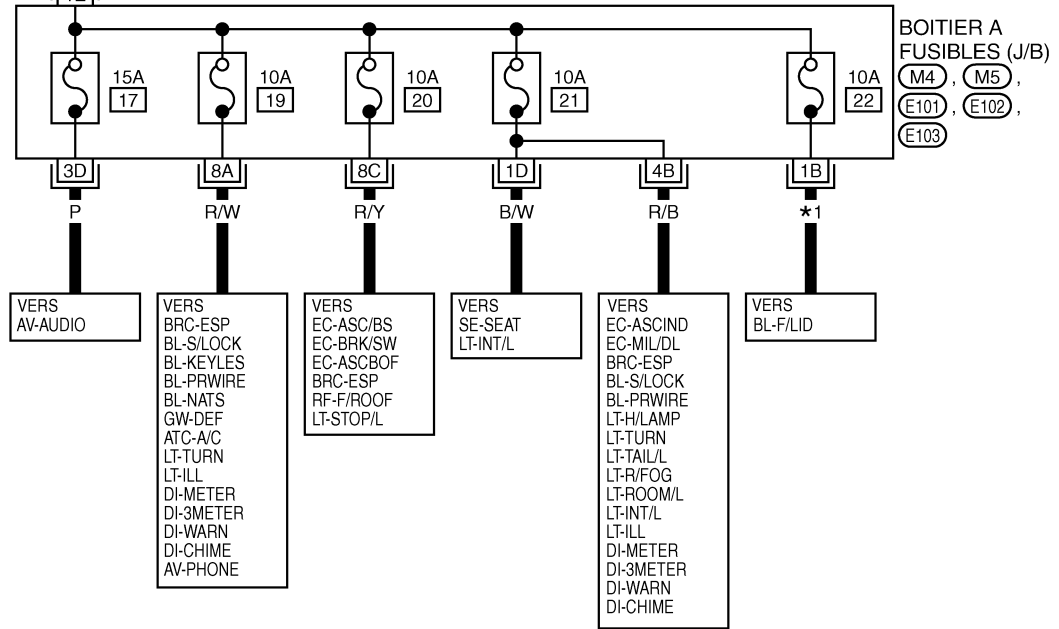 BOITIER A
FUSIBLES (J/B)
M4 , M5 ,
E101 , E102 ,
E103
15A
17
10A
19
10A
20
10A
21
10A
22
3D 8A 8C 1D 4B 1B
P R/W R/Y B/W R/B ★1
VERS
AV-AUDIO
VERS
BRC-ESP
BL-S/LOCK
BL-KEYLES
BL-PRWIRE
BL-NATS
GW-DEF
ATC-A/C
LT-TURN
LT-ILL
DI-METER
DI-3METER
DI-WARN
DI-CHIME
AV-PHONE
VERS
EC-ASC/BS
EC-BRK/SW
EC-ASCBOF
BRC-ESP
RF-F/ROOF
LT-STOP/L
VERS
SE-SEAT
LT-INT/L
VERS
EC-ASCIND
EC-MIL/DL
BRC-ESP
BL-S/LOCK
BL-PRWIRE
LT-H/LAMP
LT-TURN
LT-TAIL/L
LT-R/FOG
LT-ROOM/L
LT-INT/L
LT-ILL
DI-METER
DI-3METER
DI-WARN
DI-CHIME
VERS
BL-F/LID